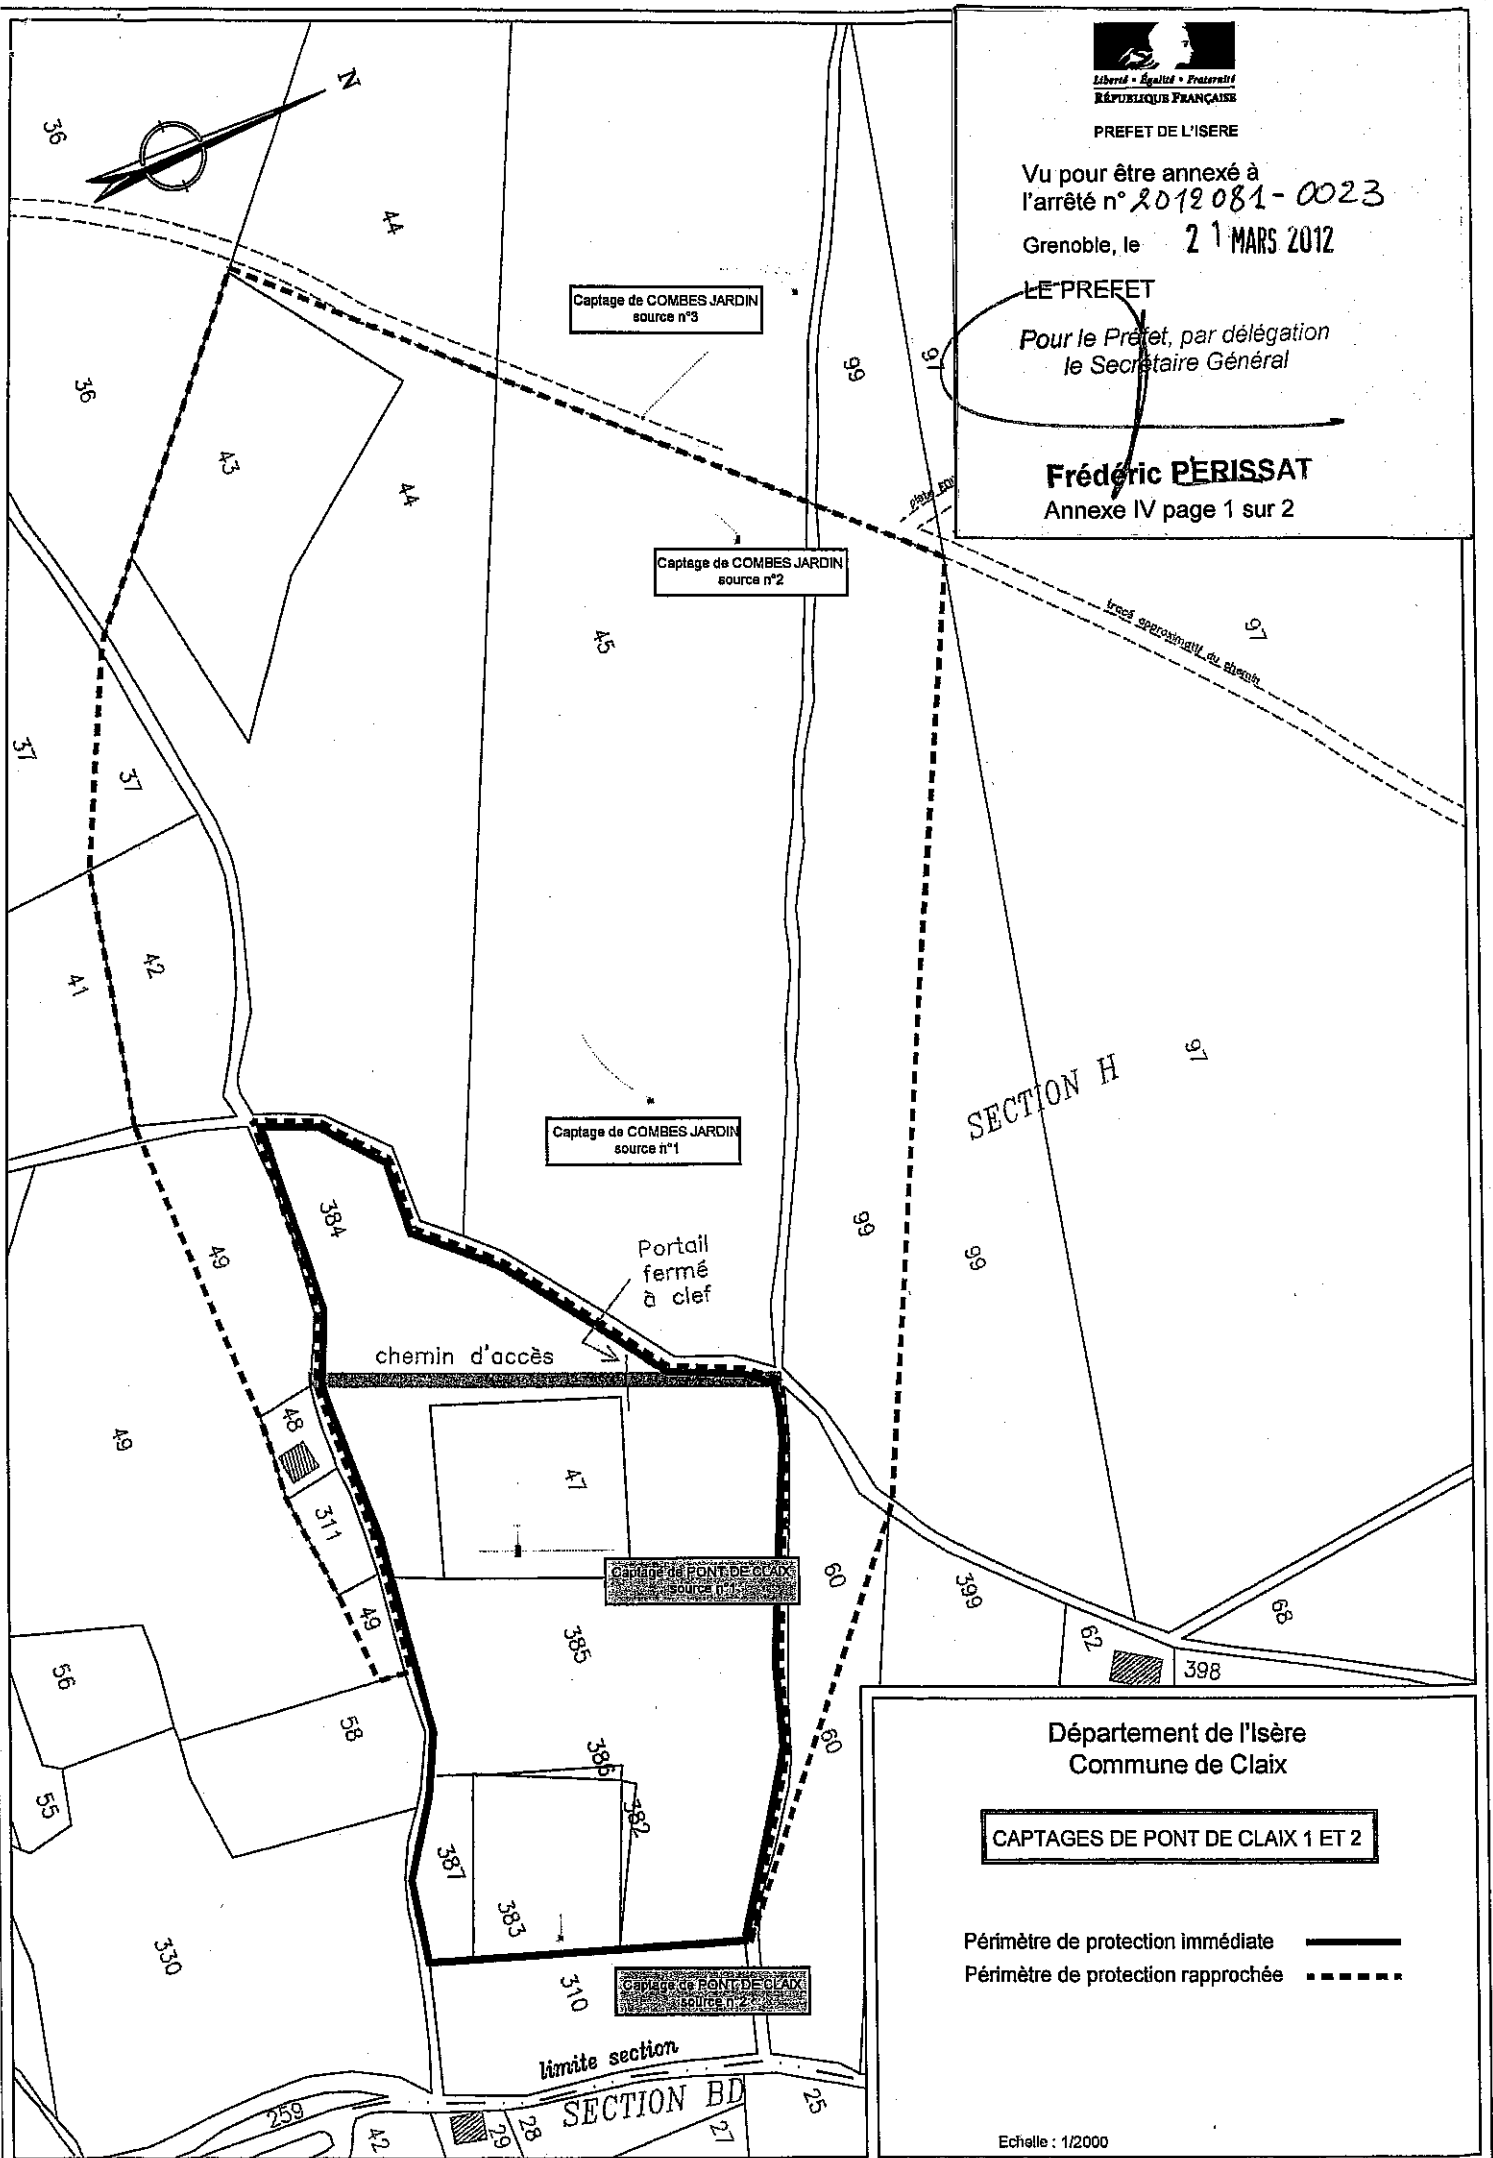 N
36
44
Liberté • Égalité • Fraternité
RÉPUBLIQUE FRANÇAISE
PREFET DE L'ISERE
Vu pour être annexé à
l'arrêté n° 2012 081 - 0023
Grenoble, le 21 MARS 2012
LE PREFET
Pour le Préfet, par délégation
le Secrétaire Général
Frédéric PERISSAT
Annexe IV page 1 sur 2
Captage de COMBES JARDIN
source n°3
99
97
36
43
44
Captage de COMBES JARDIN
source n°2
45
tracé approximatif du chemin
97
37
37
42
41
SECTION H
97
Captage de COMBES JARDIN
source n°1
384
49
99
99
Portail
fermé
à clef
chemin d'accès
48
49
47
311
Captage de PONT DE CLAIX
source n°1
60
399
68
49
385
62
398
56
58
60
386
382
55
387
383
330
310
Captage de PONT DE CLAIX
source n°2
limite section
SECTION BD
259
42
29
28
27
25
Département de l'Isère
Commune de Claix
CAPTAGES DE PONT DE CLAIX 1 ET 2
Périmètre de protection immédiate
Périmètre de protection rapprochée
Echelle : 1/2000